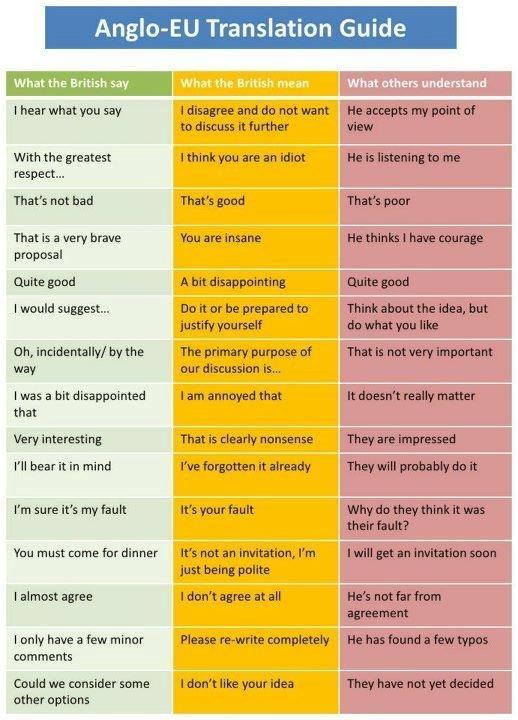 Anglo-EU Translation Guide
What the British say
What the British mean
What others understand
I hear what you say
I disagree and do not want
to discuss it further
He accepts my point of
view
With the greatest
respect…
I think you are an idiot
He is listening to me
That's not bad
That's good
That's poor
That is a very brave
proposal
You are insane
He thinks I have courage
Quite good
A bit disappointing
Quite good
I would suggest…
Do it or be prepared to
justify yourself
Think about the idea, but
do what you like
Oh, incidentally/ by the
way
The primary purpose of
our discussion is…
That is not very important
I was a bit disappointed
that
I am annoyed that
It doesn't really matter
Very interesting
That is clearly nonsense
They are impressed
I'll bear it in mind
I've forgotten it already
They will probably do it
I'm sure it's my fault
It's your fault
Why do they think it was
their fault?
You must come for dinner
It's not an invitation, I'm
just being polite
I will get an invitation soon
I almost agree
I don't agree at all
He's not far from
agreement
I only have a few minor
comments
Please re-write completely
He has found a few typos
Could we consider some
other options
I don't like your idea
They have not yet decided